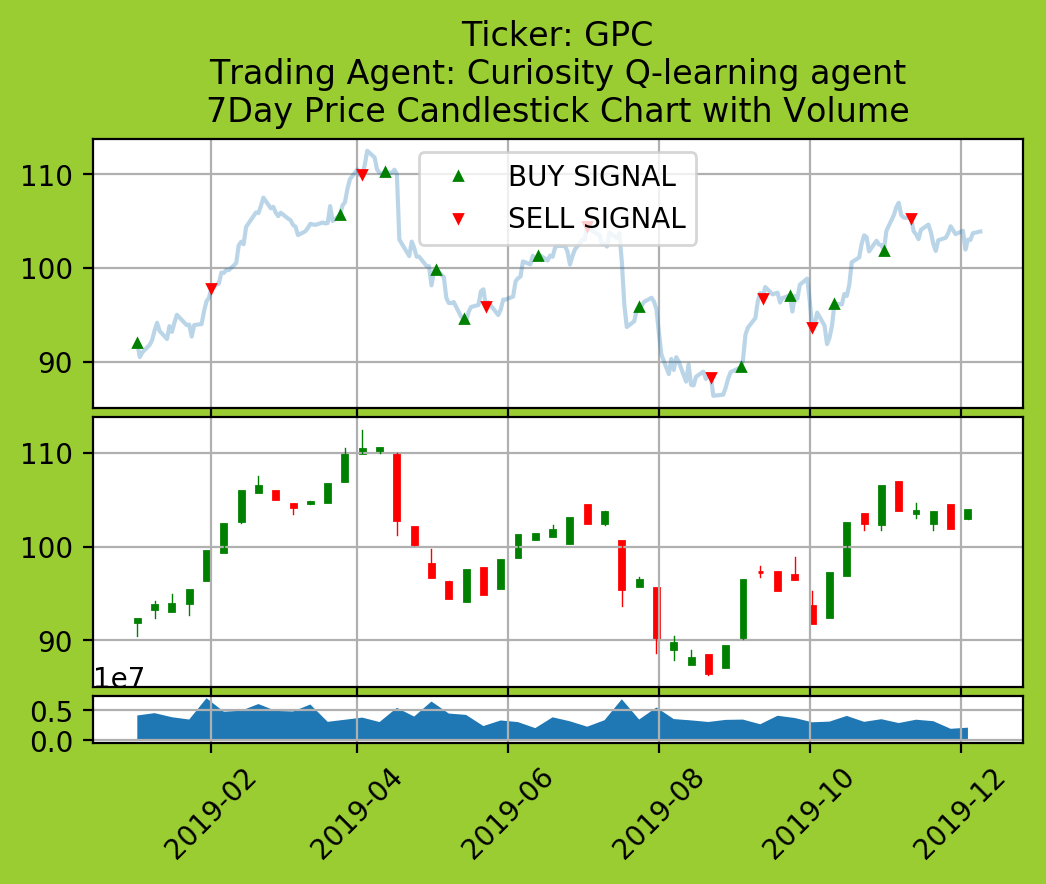 Ticker: GPC
Trading Agent: Curiosity Q-learning agent
7Day Price Candlestick Chart with Volume
110
100
90
BUY SIGNAL
SELL SIGNAL
110
100
90
1e7
0.5
0.0
2019-02
2019-04
2019-06
2019-08
2019-10
2019-12